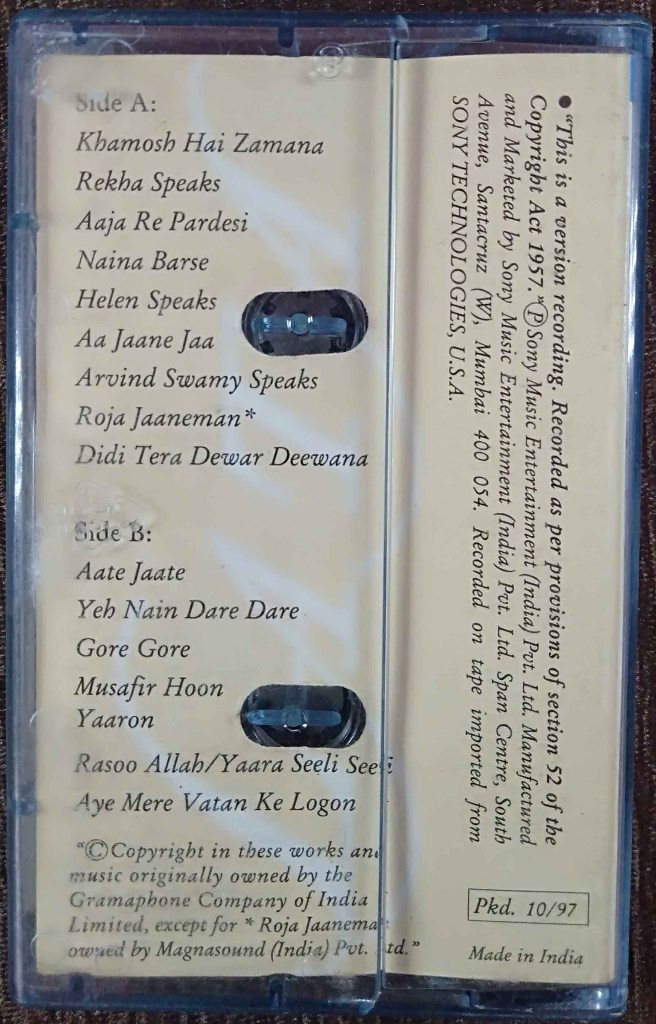 Side A:
Khamosh Hai Zamana
Rekha Speaks
Aaja Re Pardesi
Naina Barse
Helen Speaks
Aa Jaane Jaa
Arvind Swamy Speaks
Roja Jaaneman*
Didi Tera Dewar Deewana
Side B:
Aate Jaate
Yeh Nain Dare Dare
Gore Gore
Musafir Hoon
Yaaron
Rasoo Allah/Yaara Seeli Seeli
Aye Mere Vatan Ke Logon
"©Copyright in these works and
music originally owned by the
Gramaphone Company of India
Limited, except for * Roja Jaaneman
owned by Magnasound (India) Pvt. Ltd."
● "This is a version recording. Recorded as per provisions of section 52 of the
Copyright Act 1957."℗Sony Music Entertainment (India) Pvt. Ltd. Manufactured
and Marketed by Sony Music Entertainment (India) Pvt. Ltd. Span Centre, South
Avenue, Santacruz (W), Mumbai 400 054. Recorded on tape imported from
SONY TECHNOLOGIES, U.S.A.
Pkd. 10/97
Made in India